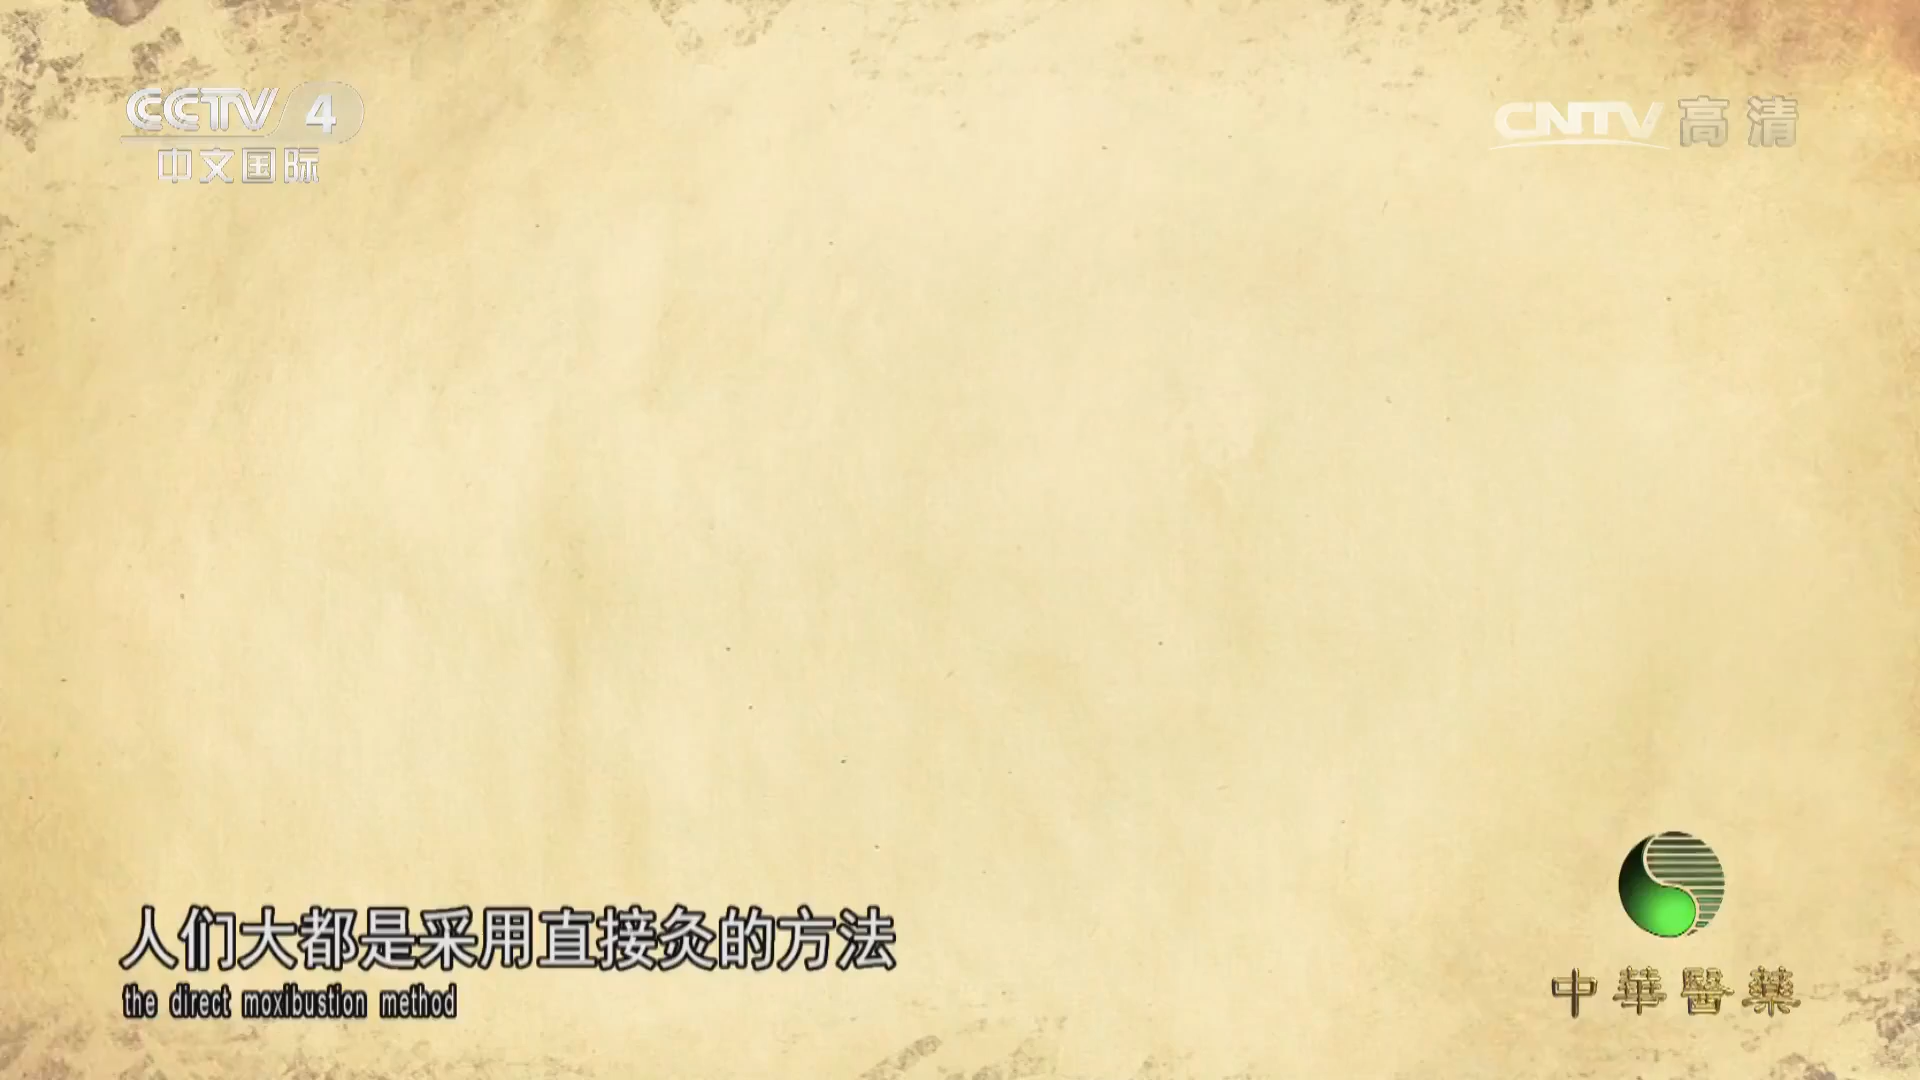 CCTV 4
中文国际
CNTV 高清
人们大都是采用直接灸的方法
the direct moxibustion method
中華醫藥